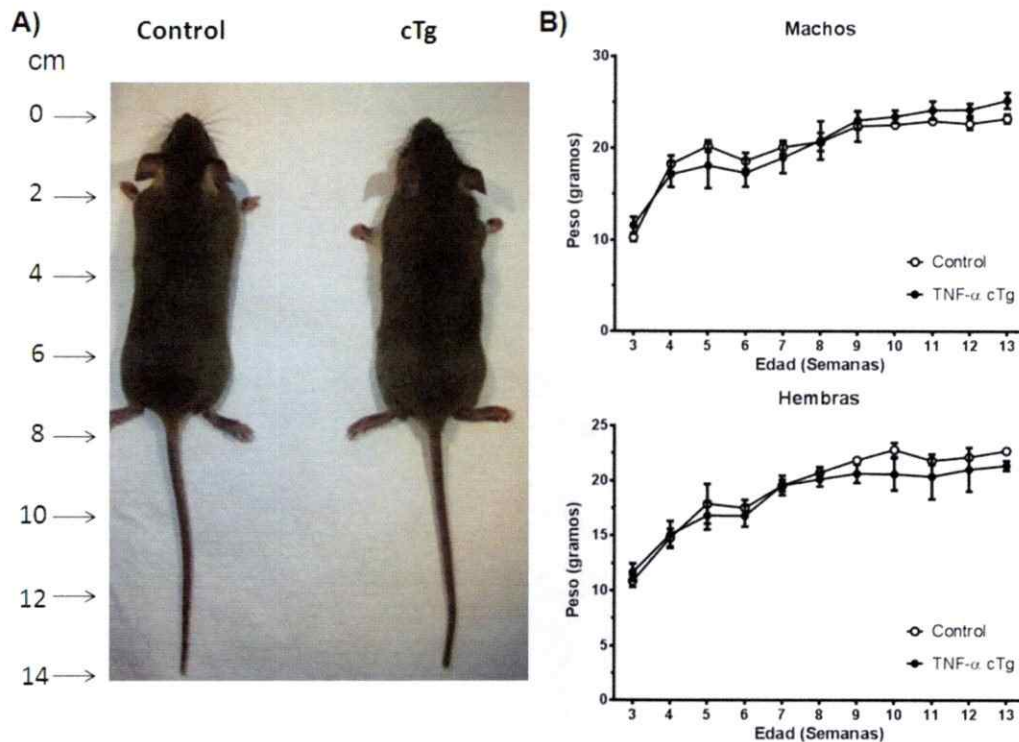 A) Control cTg
cm
0
2
4
6
8
10
12
14
B)
Machos
Peso (gramos)
30
20
10
0
Control
TNF-α cTg
3 4 5 6 7 8 9 10 11 12 13
Edad (Semanas)
Hembras
Peso (gramos)
25
20
15
10
5
0
Control
TNF-α cTg
3 4 5 6 7 8 9 10 11 12 13
Edad (Semanas)